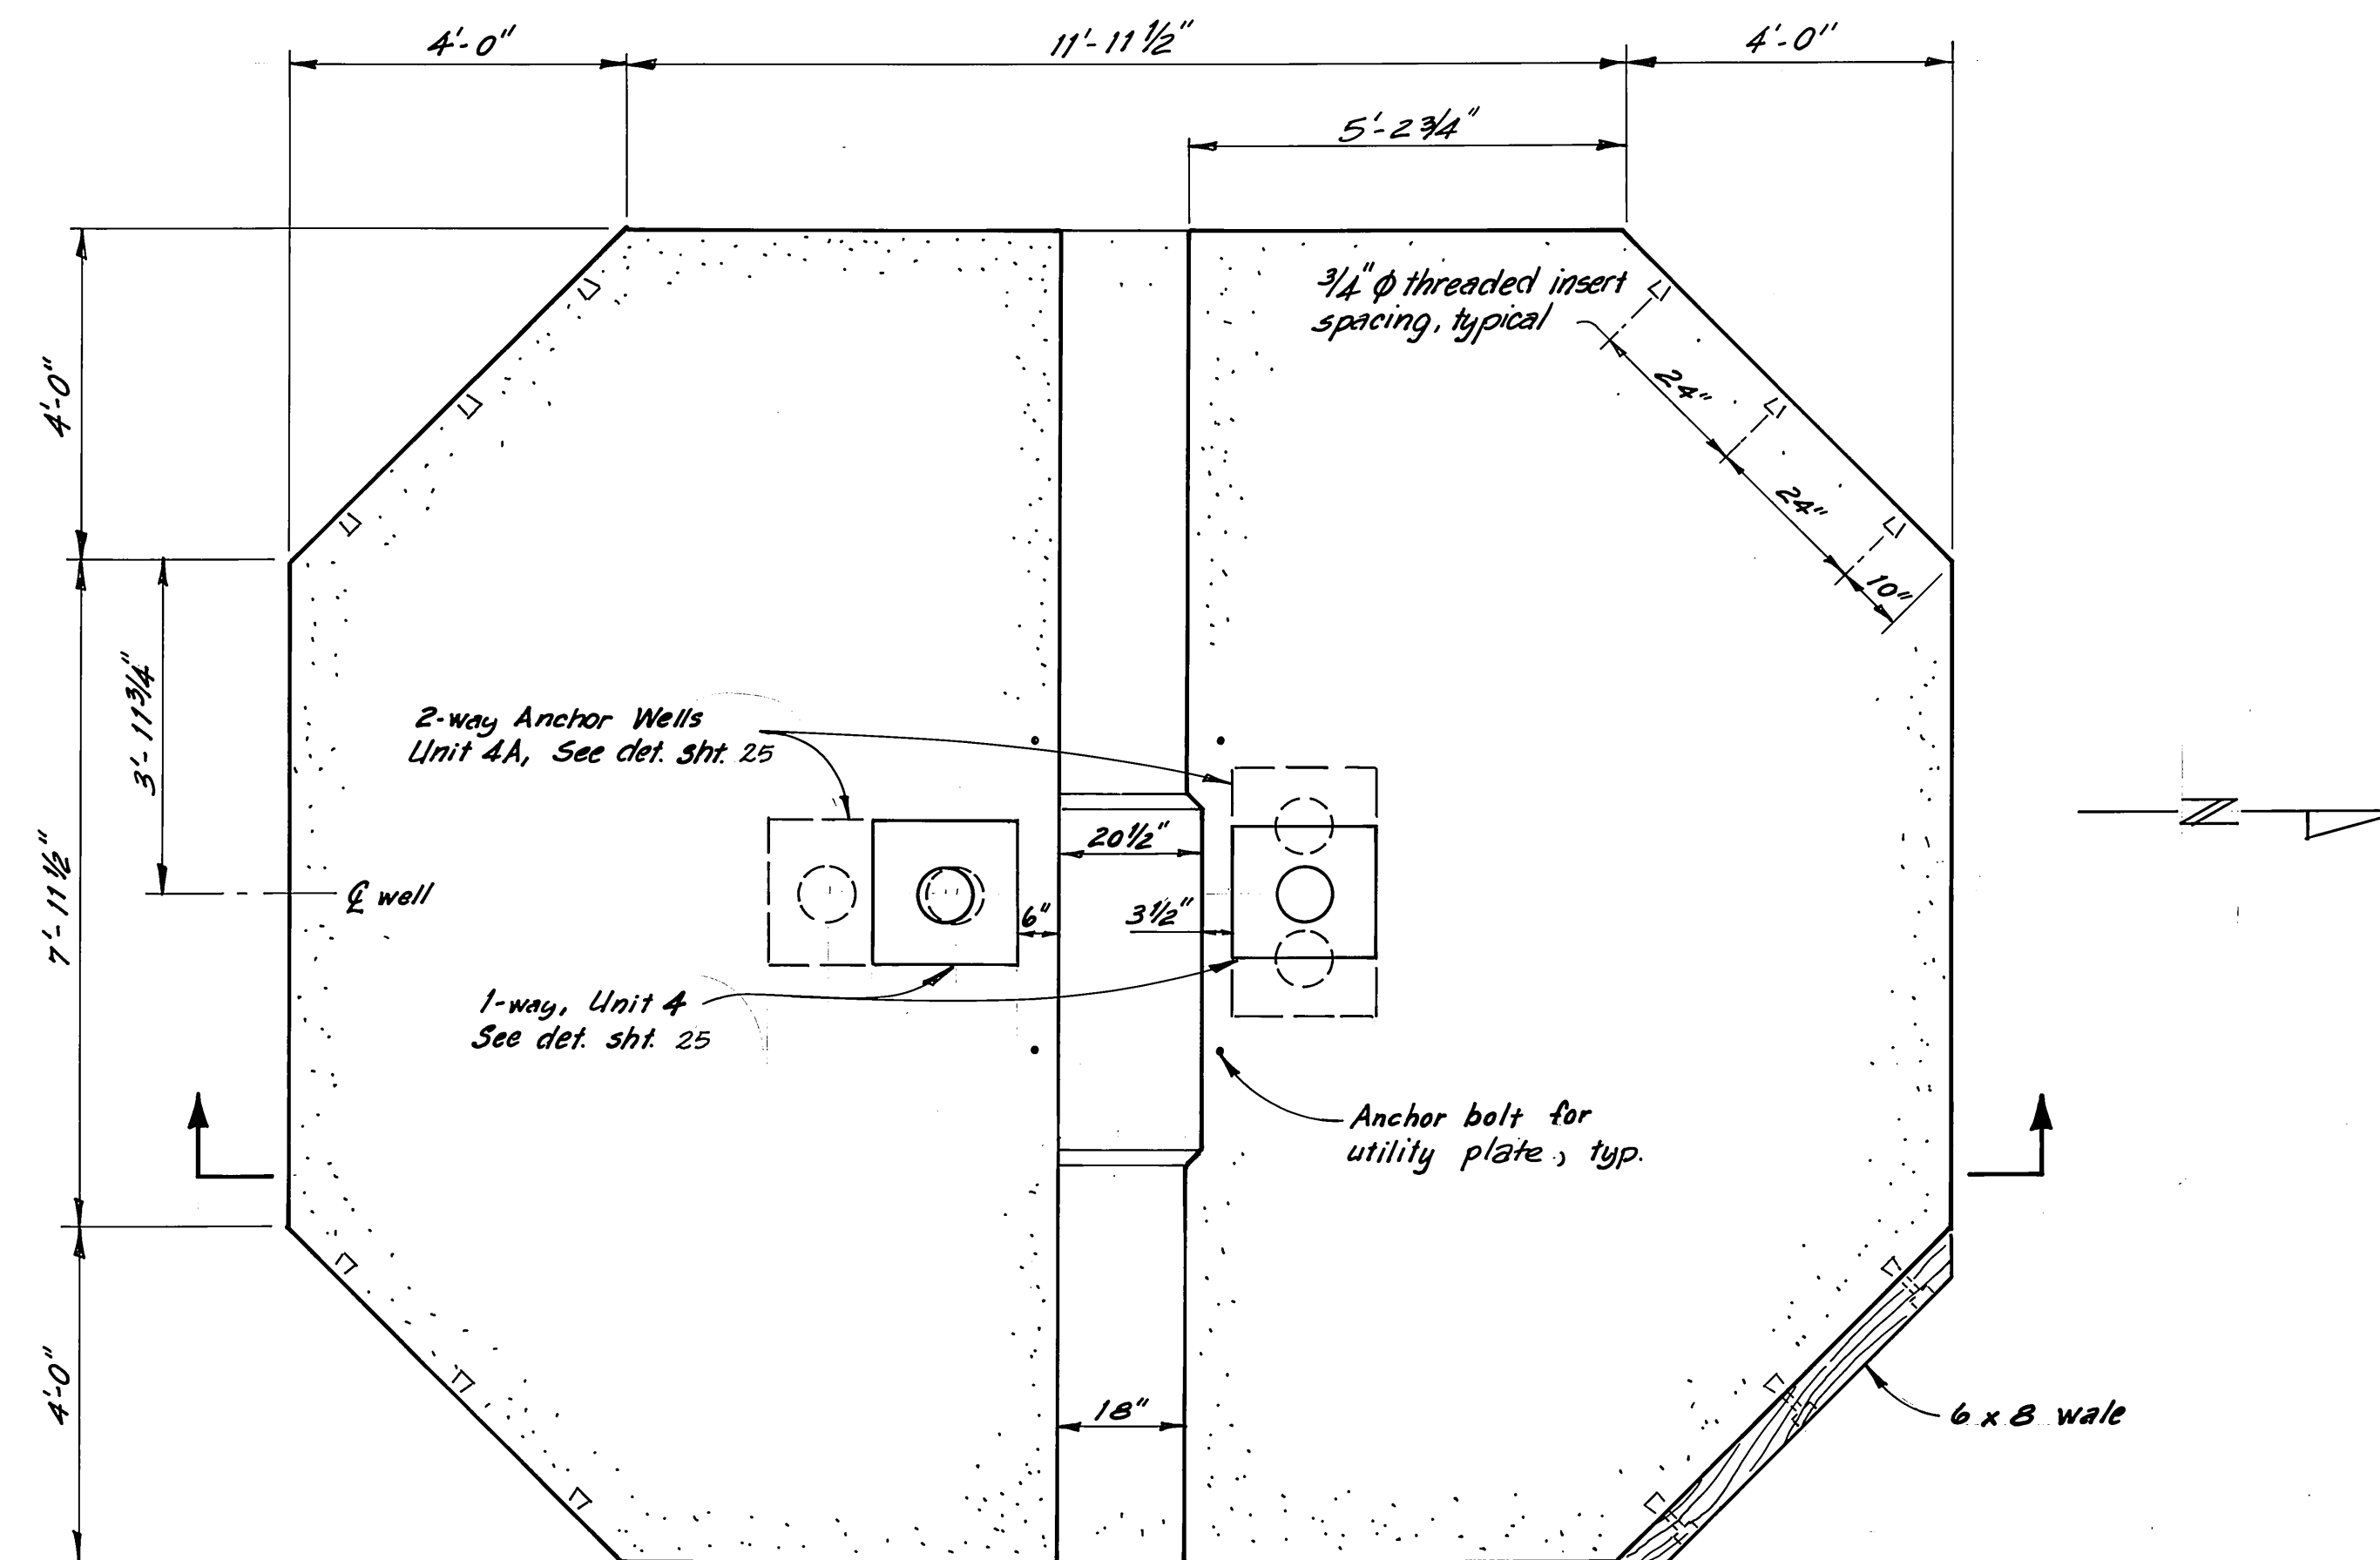 4'-0"
11'-11 1/2"
4'-0"
5'-2 3/4"
3/4" ϕ threaded insert
spacing, typical
24"
24"
10"
4'-0"
3'-11 3/4"
7'-11 1/2"
4'-0"
2-way Anchor Wells
Unit 4A, See det. sht. 25
℄ well
20 1/2"
6"
3 1/2"
1-way, Unit 4
See det. sht. 25
Anchor bolt for
utility plate, typ.
18"
6 x 8 wale